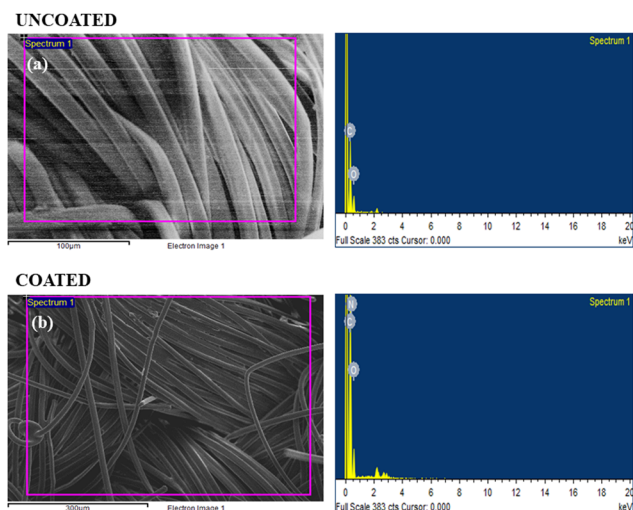 UNCOATED
Spectrum 1
(a)
100µm
Electron Image 1
Spectrum 1
C
O
0 2 4 6 8 10 12 14 16 18 20
Full Scale 383 cts Cursor: 0.000
keV
COATED
Spectrum 1
(b)
300µm
Electron Image 1
Spectrum 1
N
C
O
0 2 4 6 8 10 12 14 16 18 20
Full Scale 383 cts Cursor: 0.000
keV